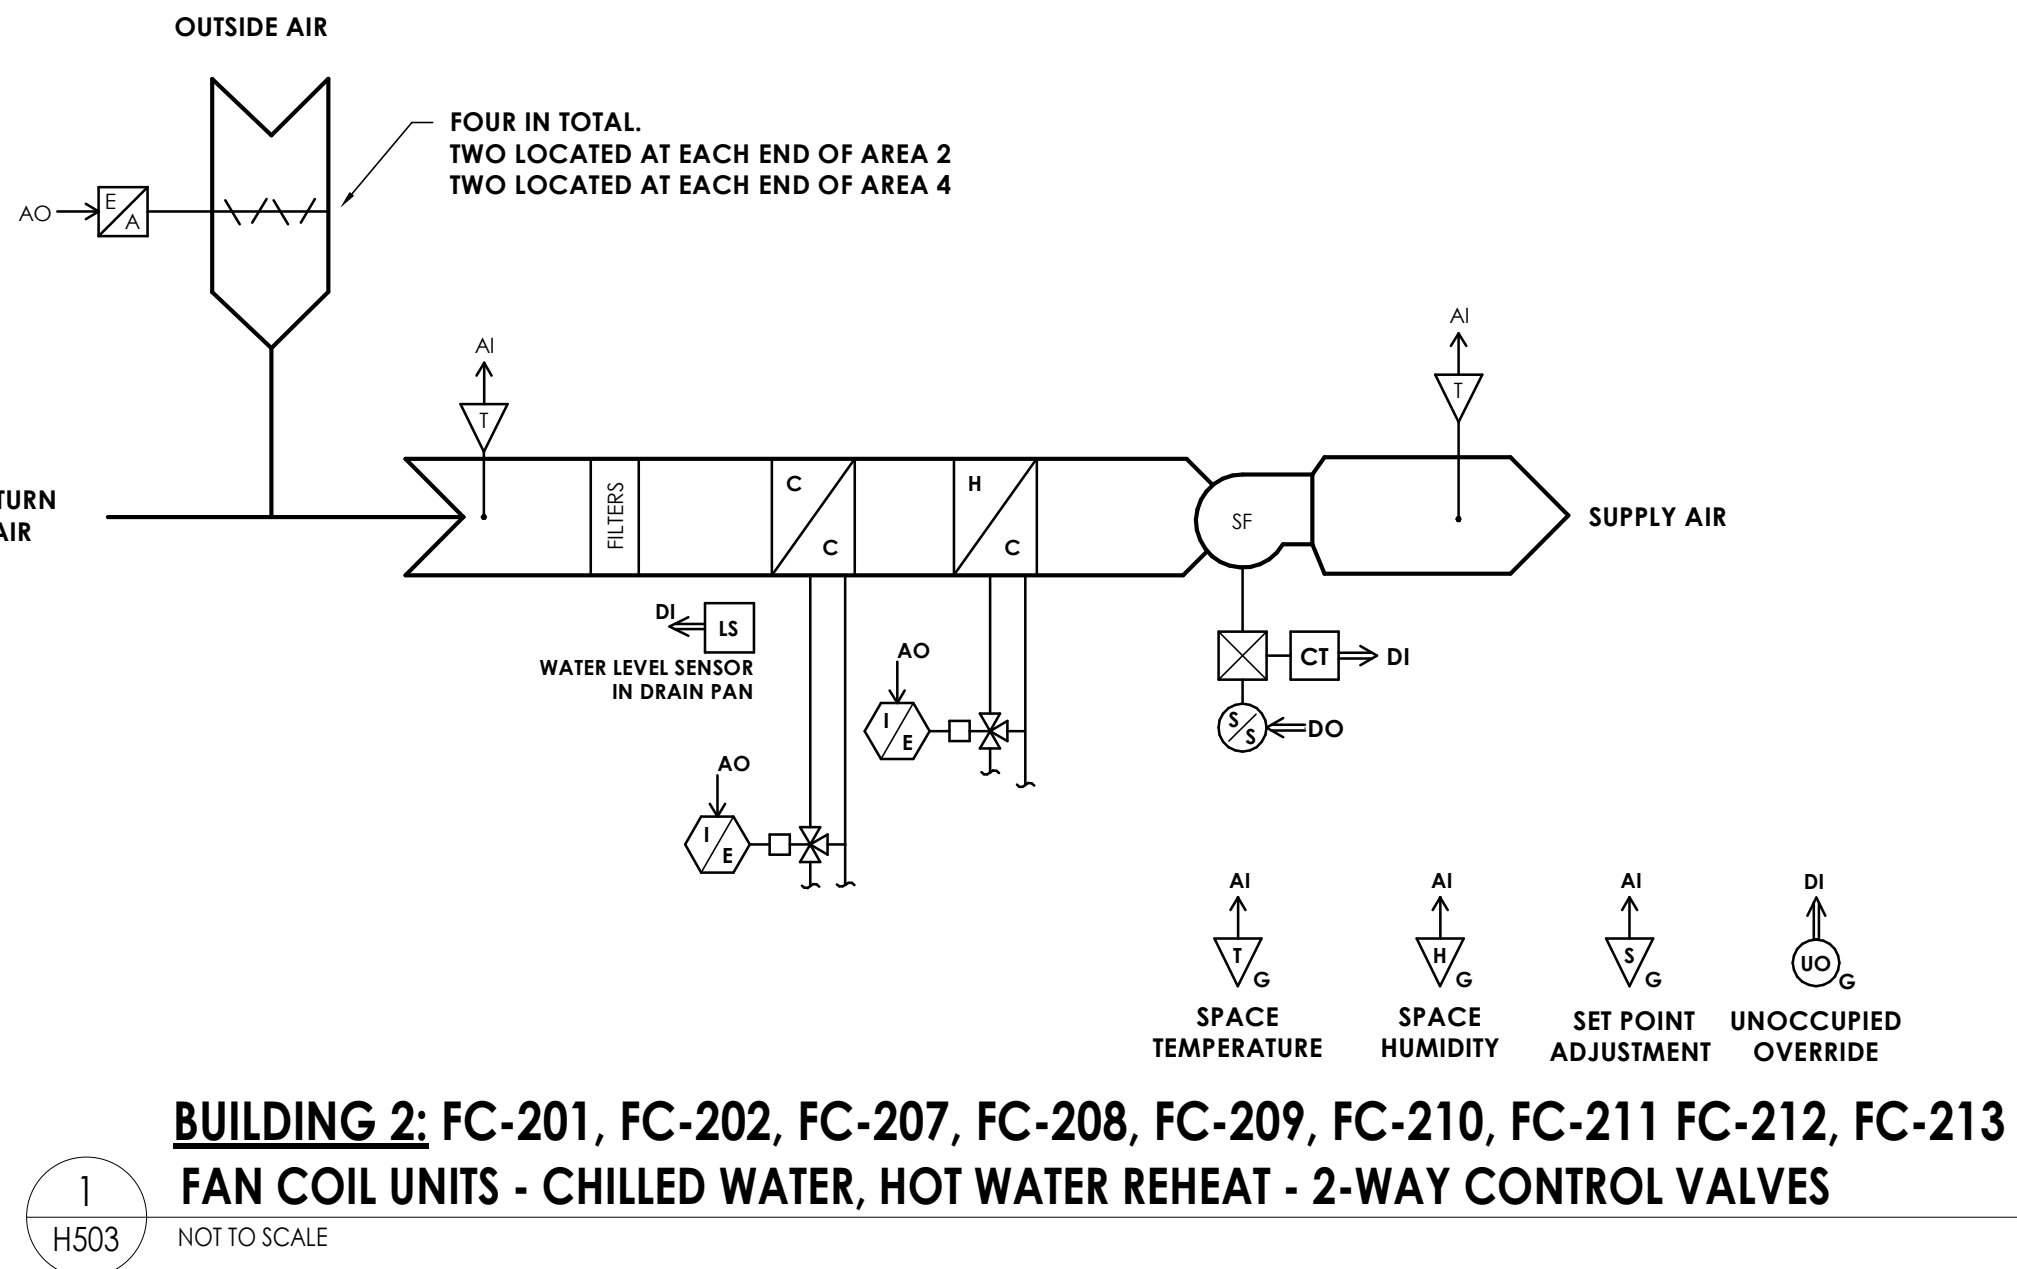 OUTSIDE AIR
FOUR IN TOTAL.
TWO LOCATED AT EACH END OF AREA 2
TWO LOCATED AT EACH END OF AREA 4
AO
E
A
AI
T
AI
T
TURN
AIR
FILTERS
C
C
H
C
SF
SUPPLY AIR
DI
LS
WATER LEVEL SENSOR
IN DRAIN PAN
AO
I
E
AO
I
E
CT
DI
S
S
DO
AI
T
G
SPACE
TEMPERATURE
AI
H
G
SPACE
HUMIDITY
AI
S
G
SET POINT
ADJUSTMENT
DI
UO
G
UNOCCUPIED
OVERRIDE
BUILDING 2: FC-201, FC-202, FC-207, FC-208, FC-209, FC-210, FC-211 FC-212, FC-213
FAN COIL UNITS - CHILLED WATER, HOT WATER REHEAT - 2-WAY CONTROL VALVES
1
H503
NOT TO SCALE